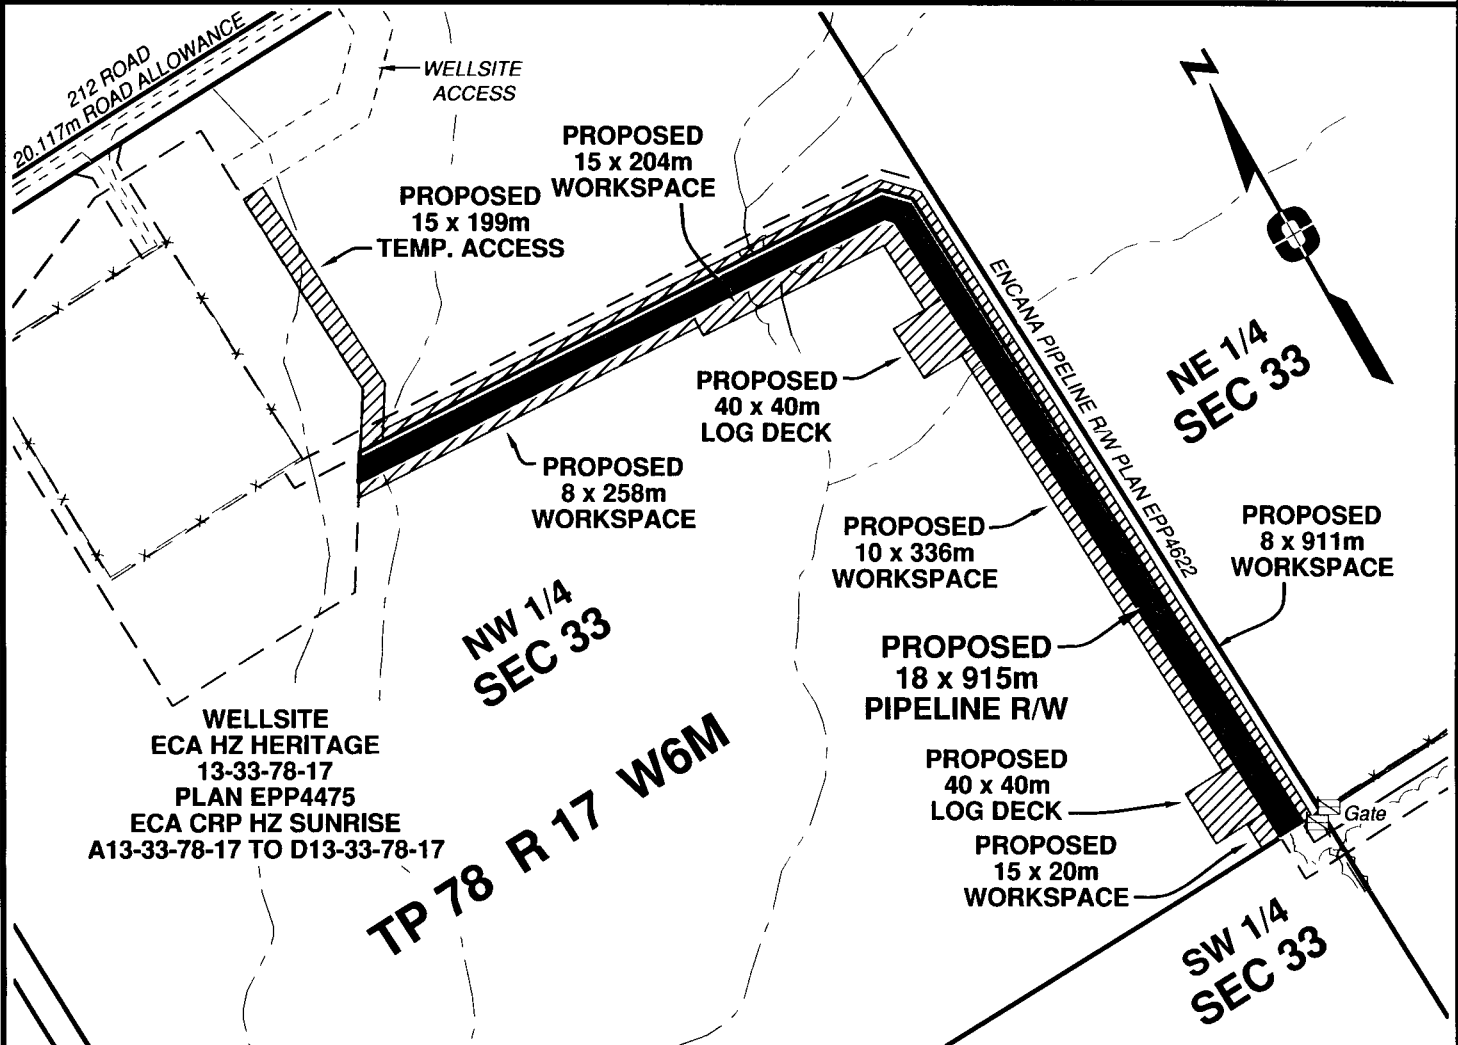 212 ROAD
20.117m ROAD ALLOWANCE
WELLSITE
ACCESS
N
PROPOSED
15 x 204m
WORKSPACE
PROPOSED
15 x 199m
TEMP. ACCESS
ENCANA PIPELINE R/W PLAN EPP4622
NE 1/4
SEC 33
PROPOSED
40 x 40m
LOG DECK
PROPOSED
8 x 258m
WORKSPACE
PROPOSED
10 x 336m
WORKSPACE
PROPOSED
8 x 911m
WORKSPACE
NW 1/4
SEC 33
PROPOSED
18 x 915m
PIPELINE R/W
WELLSITE
ECA HZ HERITAGE
13-33-78-17
PLAN EPP4475
ECA CRP HZ SUNRISE
A13-33-78-17 TO D13-33-78-17
TP 78 R 17 W6M
PROPOSED
40 x 40m
LOG DECK
Gate
PROPOSED
15 x 20m
WORKSPACE
SW 1/4
SEC 33